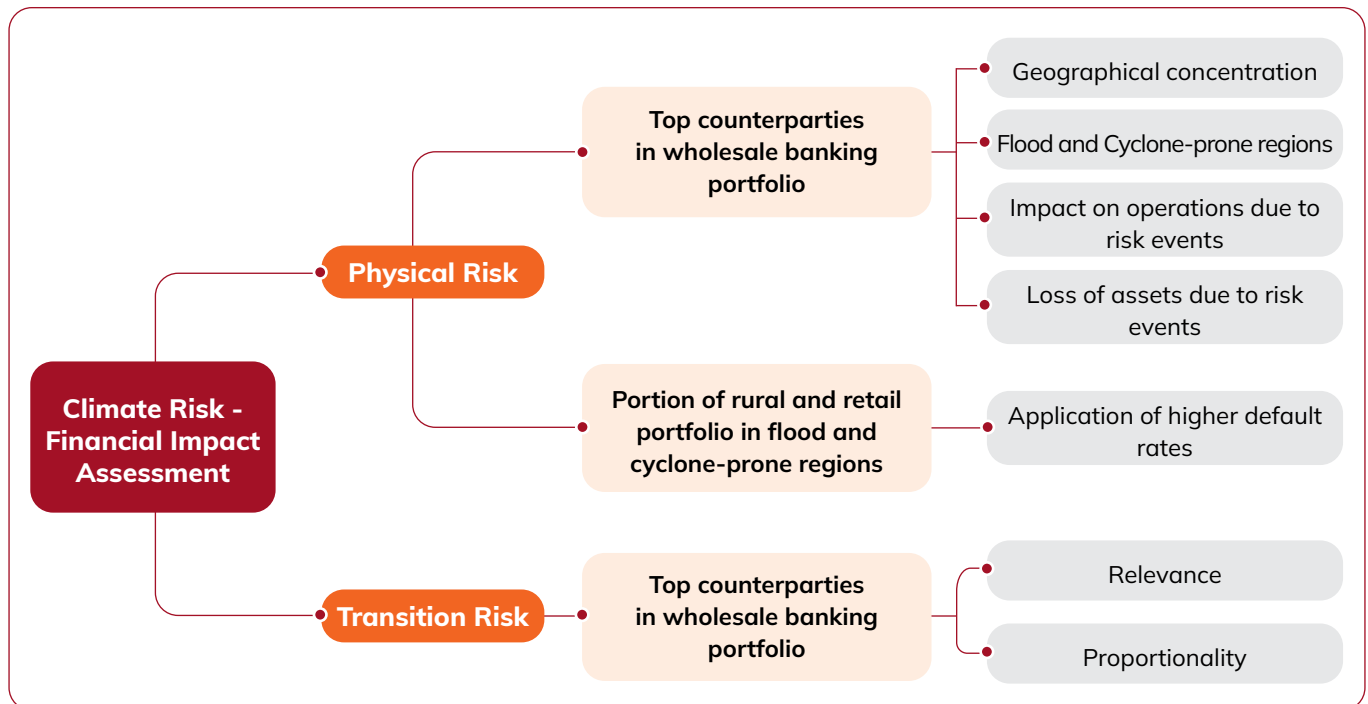 Climate Risk -
Financial Impact
Assessment
Physical Risk
Top counterparties
in wholesale banking
portfolio
Geographical concentration
Flood and Cyclone-prone regions
Impact on operations due to
risk events
Loss of assets due to risk
events
Portion of rural and retail
portfolio in flood and
cyclone-prone regions
Application of higher default
rates
Transition Risk
Top counterparties
in wholesale banking
portfolio
Relevance
Proportionality